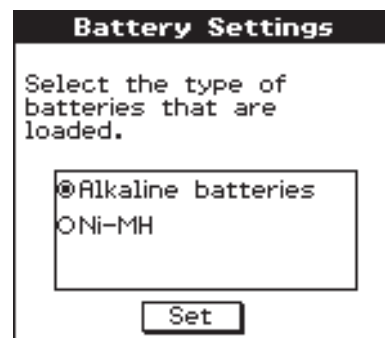 Battery Settings
Select the type of
batteries that are
loaded.
Alkaline batteries
Ni-MH
Set